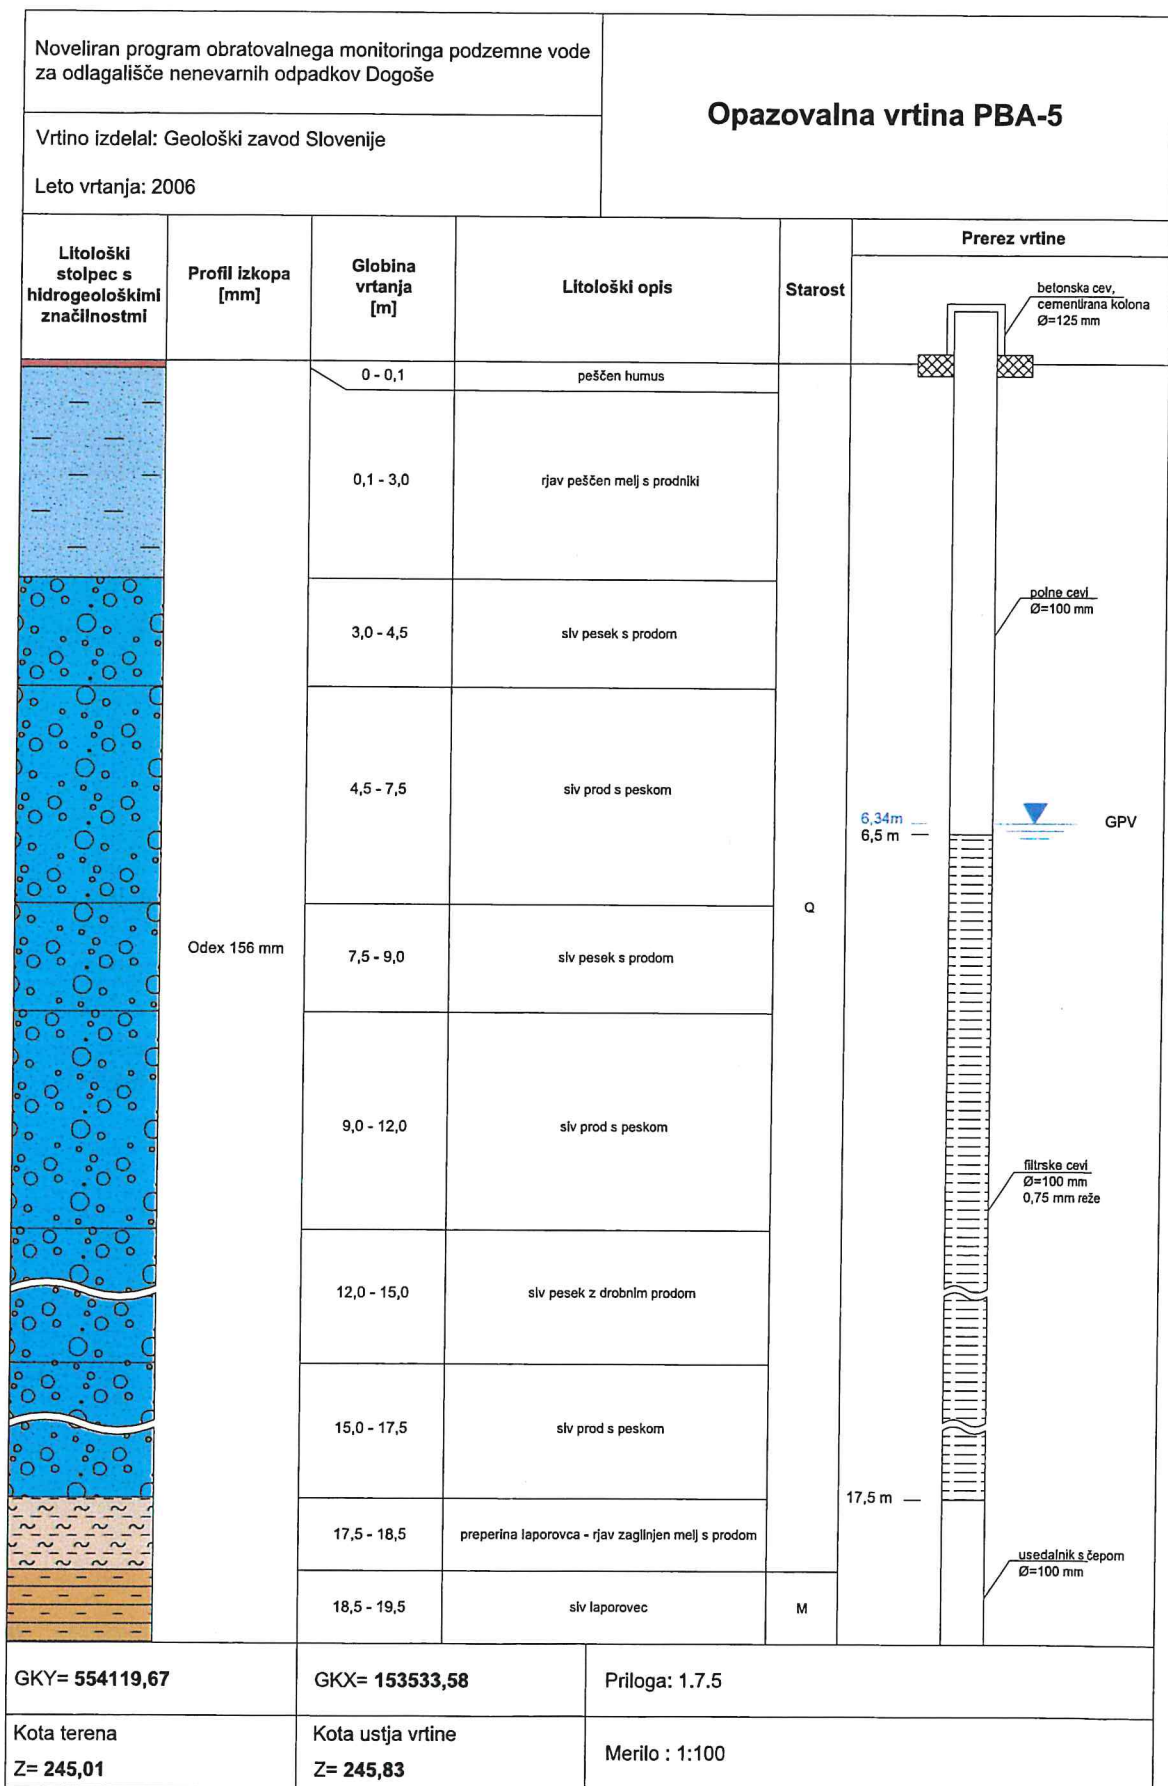 Noveliran program obratovalnega monitoringa podzemne vode
za odlagališče nenevarnih odpadkov Dogoše
Opazovalna vrtina PBA-5
Vrtino izdelal: Geološki zavod Slovenije
Leto vrtanja: 2006
Litološki
stolpec s
hidrogeološkimi
značilnostmi
Profil izkopa
[mm]
Globina
vrtanja
[m]
Litološki opis
Starost
Prerez vrtine
betonska cev,
cementirana kolona
Ø=125 mm
0 - 0,1
peščen humus
0,1 - 3,0
rjav peščen melj s prodniki
polne cevi
Ø=100 mm
3,0 - 4,5
siv pesek s prodom
4,5 - 7,5
siv prod s peskom
6,34m
GPV
6,5 m
Q
Odex 156 mm
7,5 - 9,0
siv pesek s prodom
9,0 - 12,0
siv prod s peskom
filtrske cevi
Ø=100 mm
0,75 mm reže
12,0 - 15,0
siv pesek z drobnim prodom
15,0 - 17,5
siv prod s peskom
17,5 m
17,5 - 18,5
preperina laporovca - rjav zaglinjen melj s prodom
usedalnik s čepom
Ø=100 mm
18,5 - 19,5
siv laporovec
M
GKY= 554119,67
GKX= 153533,58
Priloga: 1.7.5
Kota terena
Z= 245,01
Kota ustja vrtine
Z= 245,83
Merilo : 1:100